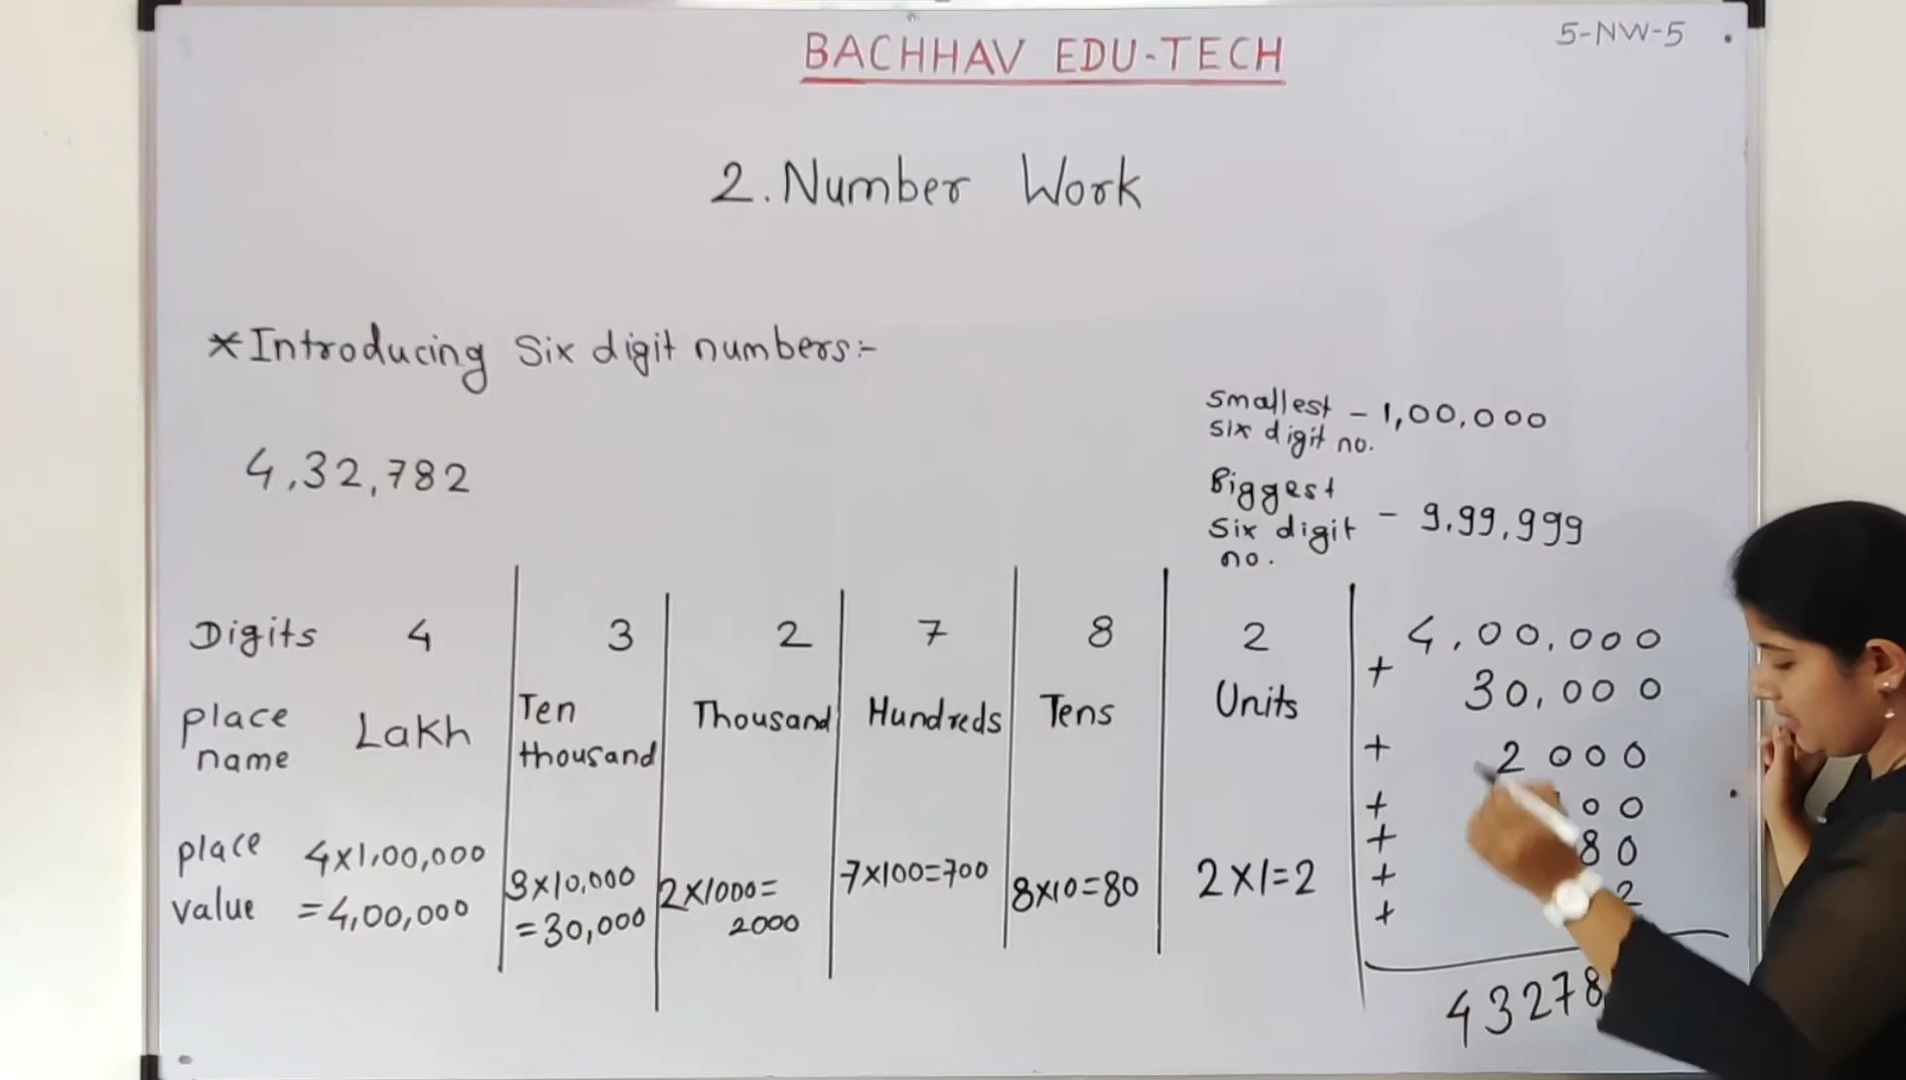 BACHHAV EDU-TECH
5-NW-5
2. Number Work
*Introducing Six digit numbers:-
4,32,782
Smallest six digit no. - 1,00,000
Biggest six digit no. - 9,99,999
Digits 4 3 2 7 8 2
place name Lakh Ten thousand Thousand Hundreds Tens Units
place value 4x1,00,000 =4,00,000 3x10,000 =30,000 2x1000= 2000 7x100=700 8x10=80 2x1=2
4,00,000
+ 30,000
+ 2000
+ 00
+ 80
+ 2
+
43278